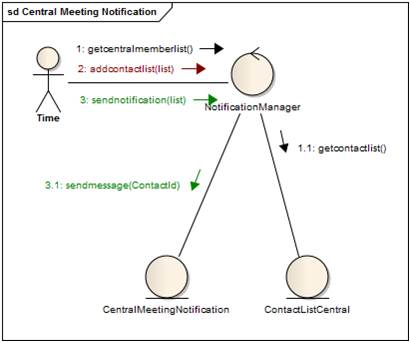 sd Central Meeting Notification
1: getcentralmemberlist()
2: addcontactlist(list)
3: sendnotification(list)
Time
NotificationManager
1.1: getcontactlist()
3.1: sendmessage(ContactId)
CentralMeetingNotification
ContactListCentral